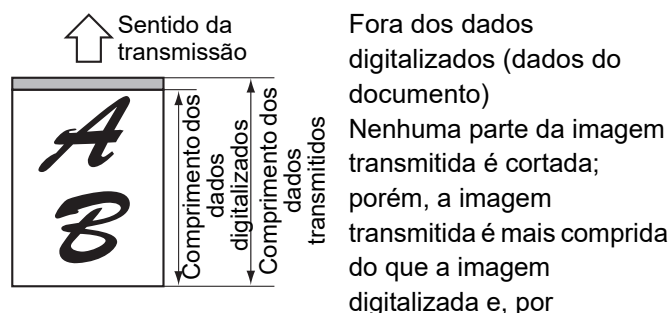 Sentido da
transmissão
A
B
Comprimento dos
dados
digitalizados
Comprimento dos
dados
transmitidos
Fora dos dados
digitalizados (dados do
documento)
Nenhuma parte da imagem
transmitida é cortada;
porém, a imagem
transmitida é mais comprida
do que a imagem
digitalizada e, por